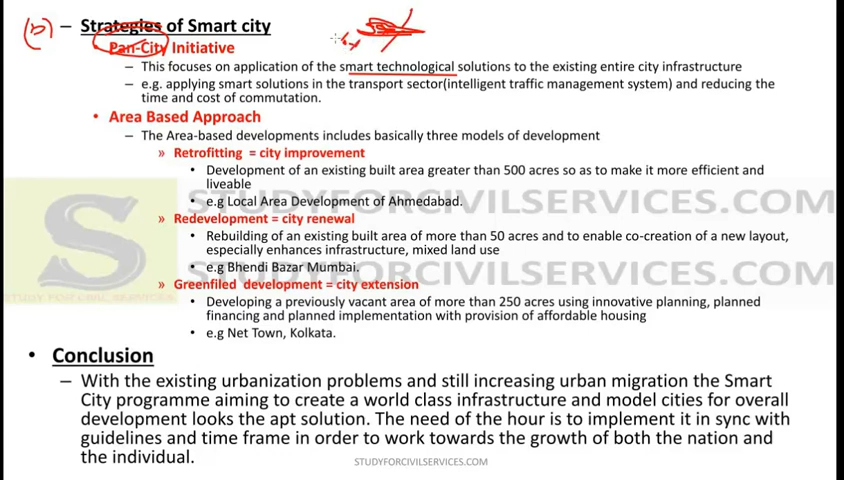 (b) – Strategies of Smart city
Pan-City Initiative
– This focuses on application of the smart technological solutions to the existing entire city infrastructure
– e.g. applying smart solutions in the transport sector(intelligent traffic management system) and reducing the
time and cost of commutation.
• Area Based Approach
– The Area-based developments includes basically three models of development
» Retrofitting = city improvement
• Development of an existing built area greater than 500 acres so as to make it more efficient and
liveable
• e.g Local Area Development of Ahmedabad.
» Redevelopment = city renewal
• Rebuilding of an existing built area of more than 50 acres and to enable co-creation of a new layout,
especially enhances infrastructure, mixed land use
• e.g Bhendi Bazar Mumbai.
» Greenfiled development = city extension
• Developing a previously vacant area of more than 250 acres using innovative planning, planned
financing and planned implementation with provision of affordable housing
• e.g Net Town, Kolkata.
• Conclusion
– With the existing urbanization problems and still increasing urban migration the Smart
City programme aiming to create a world class infrastructure and model cities for overall
development looks the apt solution. The need of the hour is to implement it in sync with
guidelines and time frame in order to work towards the growth of both the nation and
the individual.
STUDYFORCIVILSERVICES.COM
STUDYFORCIVILSERVICES.COM
STUDYFORCIVILSERVICES.COM
S
STUDY FOR CIVIL SERVICES